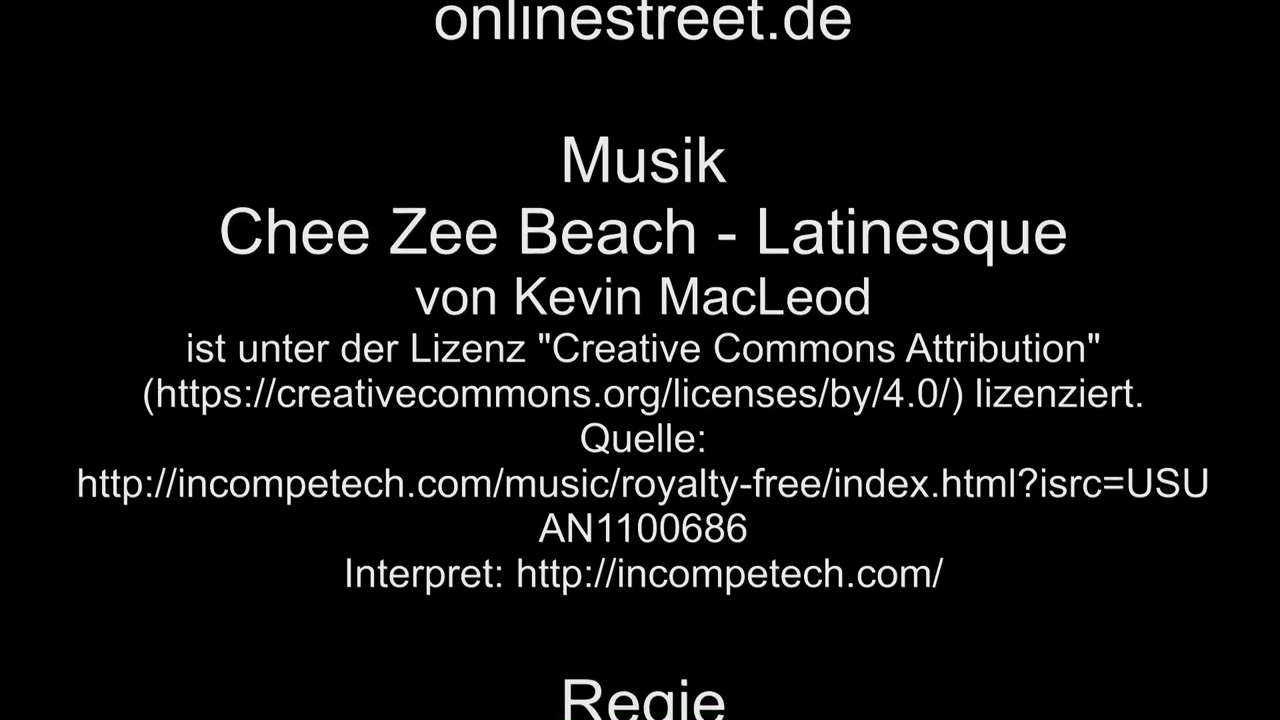 onlinestreet.de
Musik
Chee Zee Beach - Latinesque
von Kevin MacLeod
ist unter der Lizenz "Creative Commons Attribution"
(https://creativecommons.org/licenses/by/4.0/) lizenziert.
Quelle:
http://incompetech.com/music/royalty-free/index.html?isrc=USU
AN1100686
Interpret: http://incompetech.com/
Regie